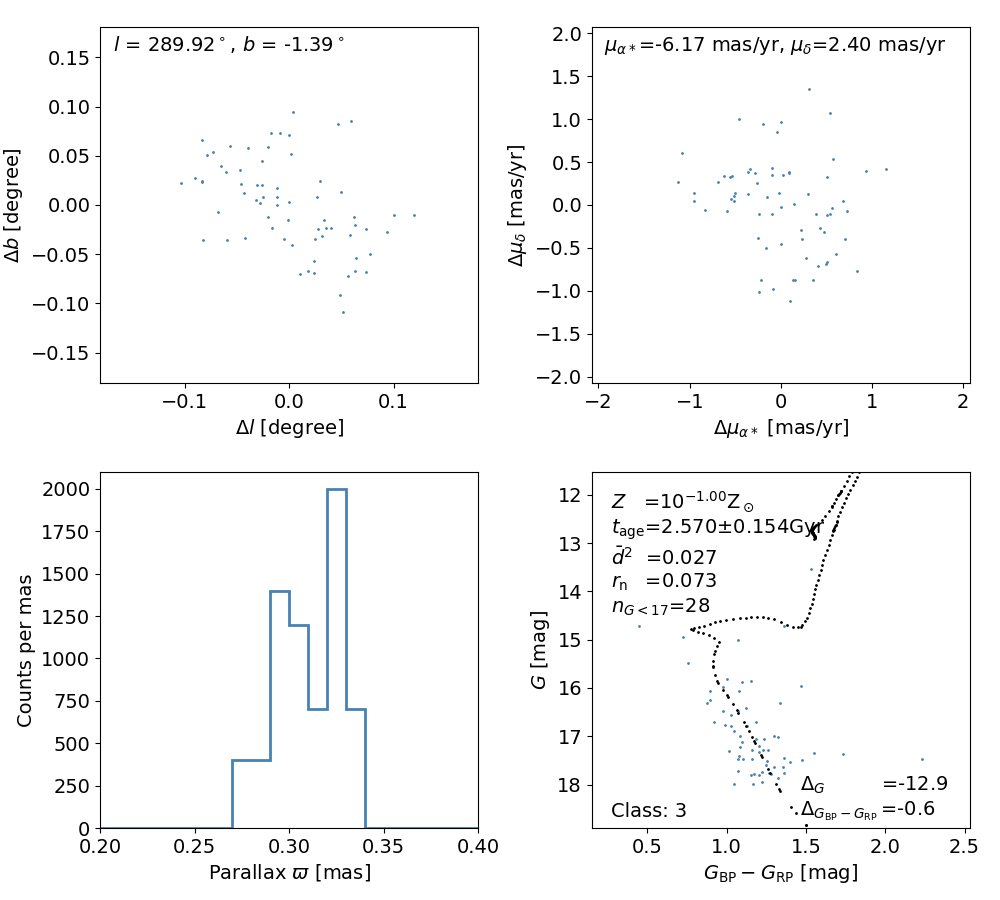 l = 289.92°, b = -1.39°
0.15
0.10
0.05
0.00
−0.05
−0.10
−0.15
Δb [degree]
−0.1
0.0
0.1
Δl [degree]
μα*=-6.17 mas/yr, μδ=2.40 mas/yr
2.0
1.5
1.0
0.5
0.0
−0.5
−1.0
−1.5
−2.0
Δμδ [mas/yr]
−2
−1
0
1
2
Δμα* [mas/yr]
2000
1750
1500
1250
1000
750
500
250
0
Counts per mas
0.20
0.25
0.30
0.35
0.40
Parallax ϖ [mas]
Z =10^−1.00 Z⊙
t_age=2.570±0.154Gyr
d̄² =0.027
r_n =0.073
n_G<17=28
12
13
14
15
16
17
18
G [mag]
Δ_G =-12.9
Δ_GBP−GRP =-0.6
Class: 3
0.5
1.0
1.5
2.0
2.5
G_BP − G_RP [mag]